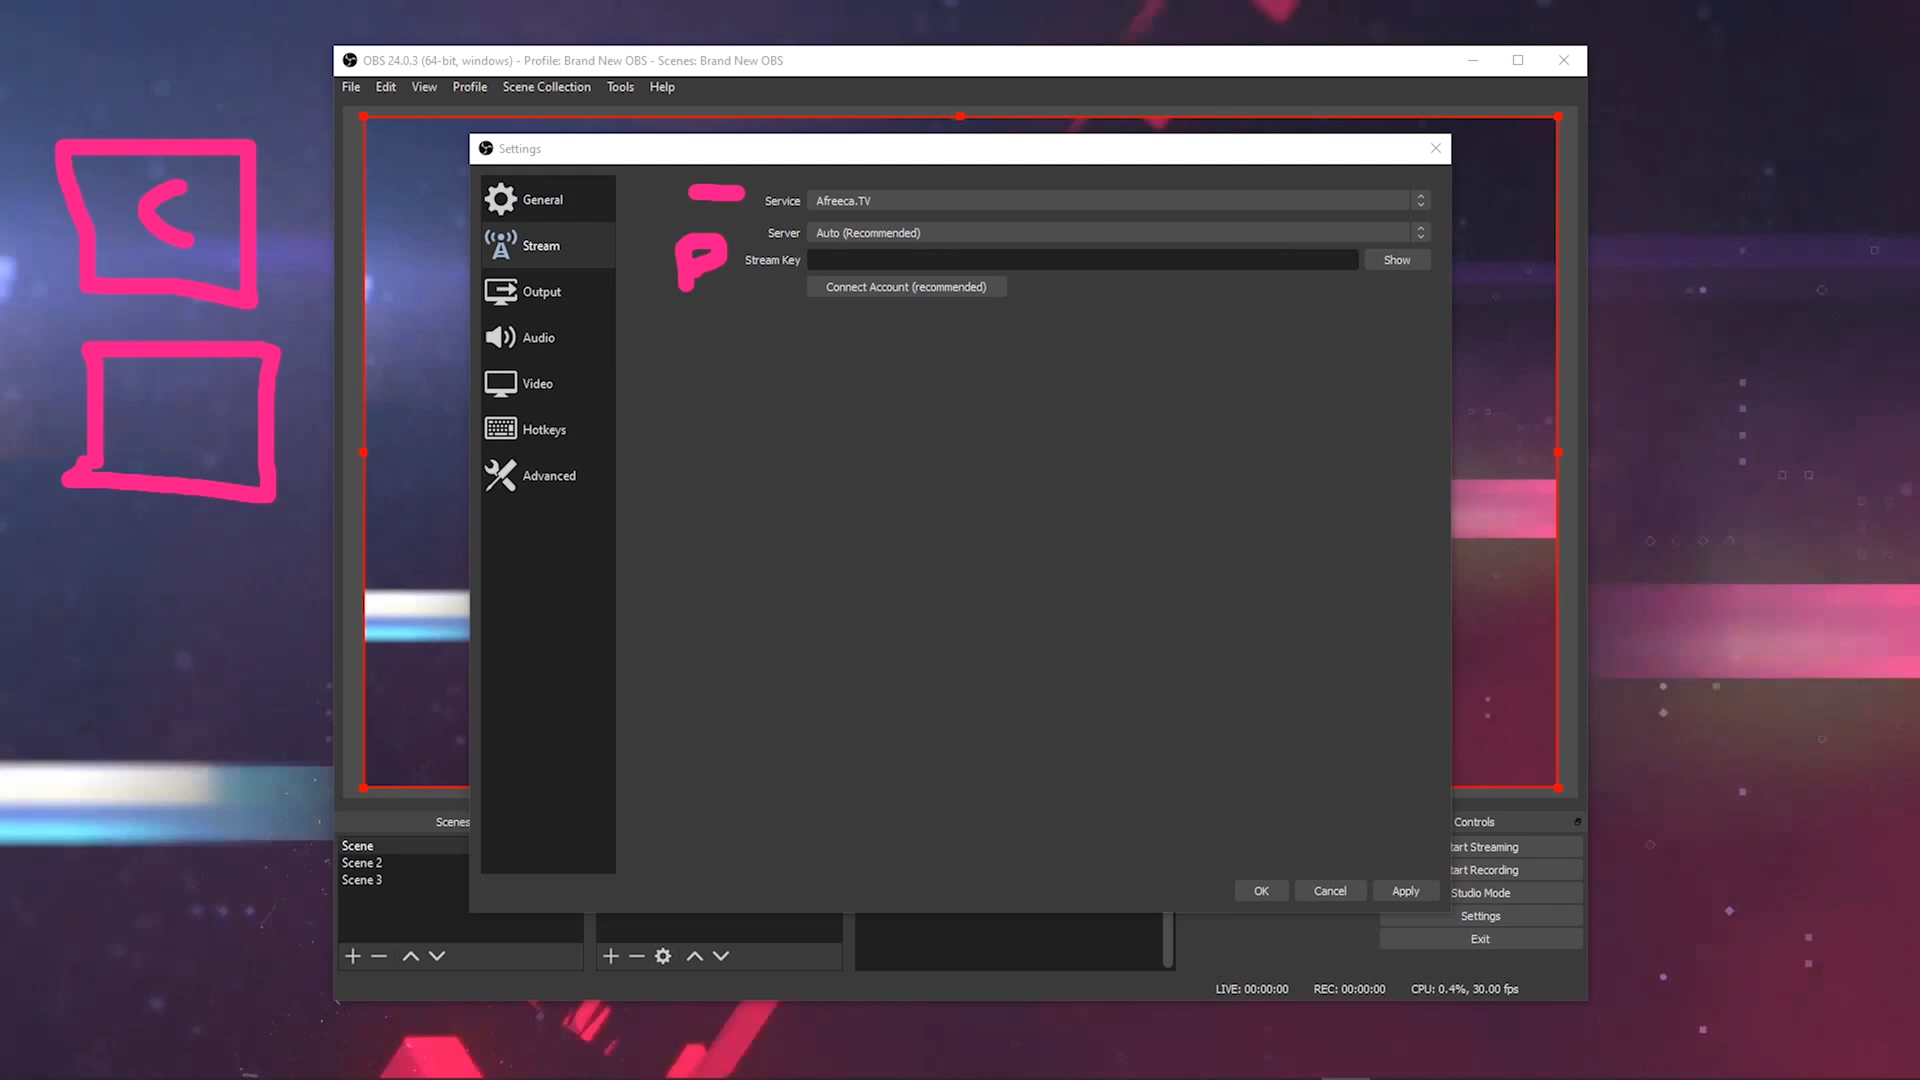 OBS 24.0.3 (64-bit, windows) - Profile: Brand New OBS - Scenes: Brand New OBS
File Edit View Profile Scene Collection Tools Help
Settings
General
Stream
Output
Audio
Video
Hotkeys
Advanced
Service Afreeca.TV
Server Auto (Recommended)
Stream Key Show
Connect Account (recommended)
P
OK Cancel Apply
Scenes
Scene
Scene 2
Scene 3
Controls
tart Streaming
tart Recording
Studio Mode
Settings
Exit
LIVE: 00:00:00 REC: 00:00:00 CPU: 0.4%, 30.00 fps